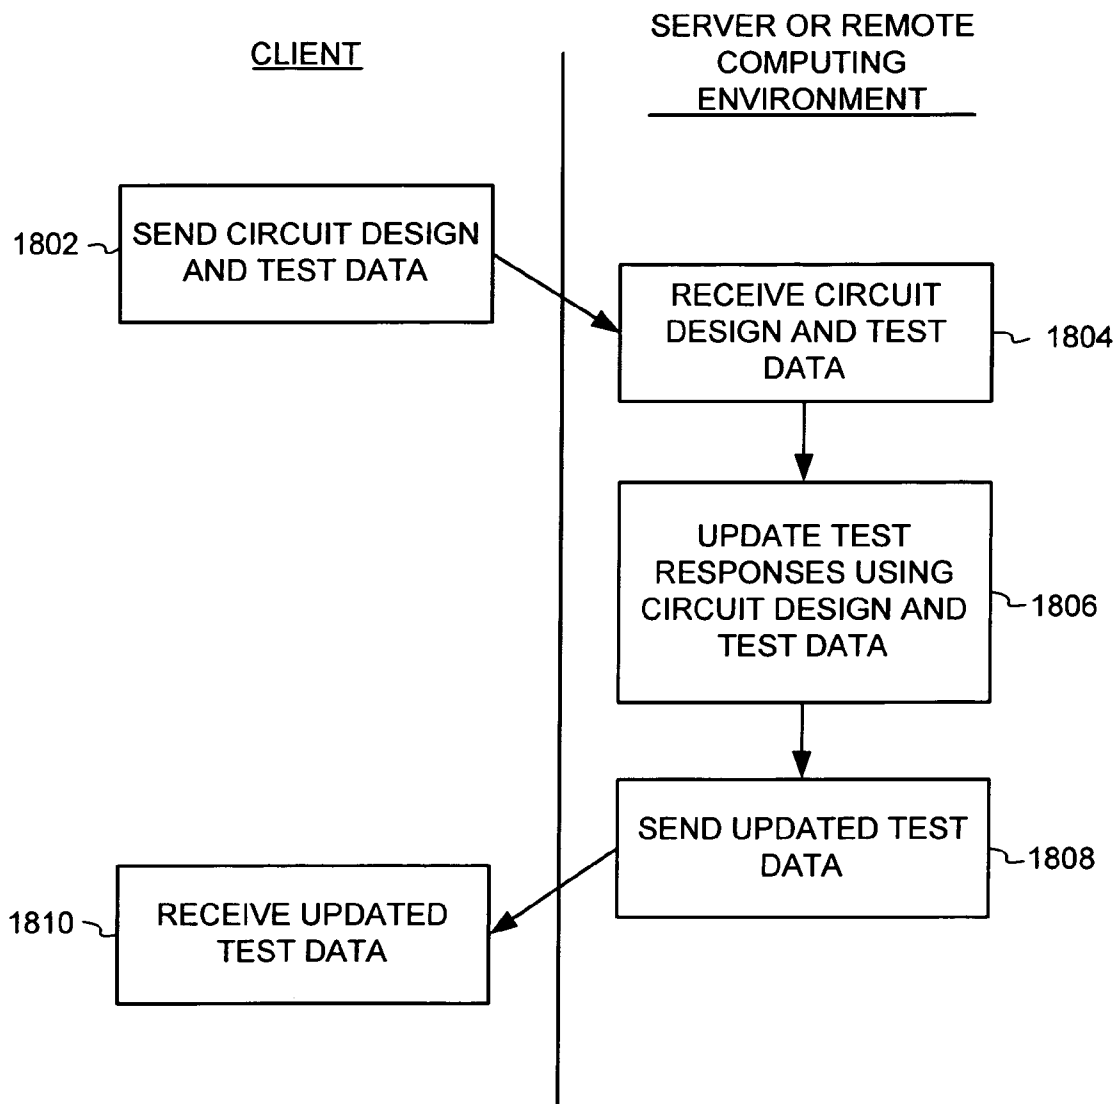 CLIENT
SERVER OR REMOTE
COMPUTING
ENVIRONMENT
1802
SEND CIRCUIT DESIGN
AND TEST DATA
RECEIVE CIRCUIT
DESIGN AND TEST
DATA
1804
UPDATE TEST
RESPONSES USING
CIRCUIT DESIGN AND
TEST DATA
1806
SEND UPDATED TEST
DATA
1808
1810
RECEIVE UPDATED
TEST DATA